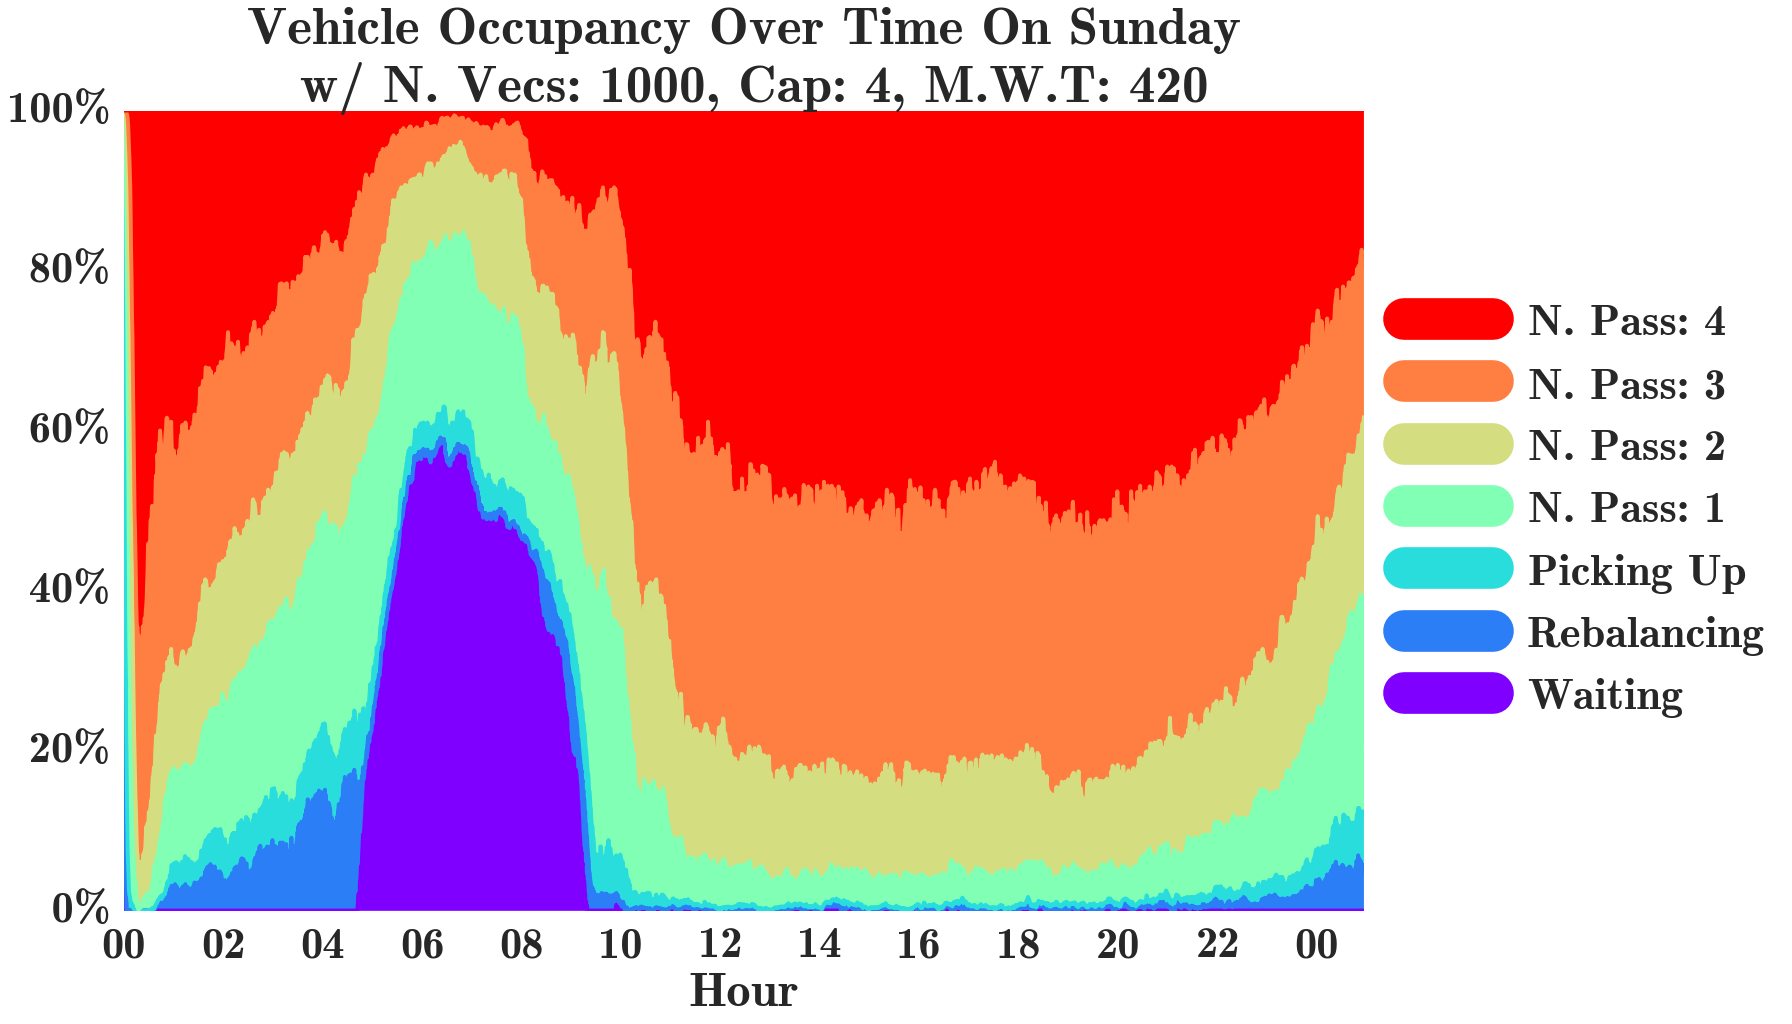 Vehicle Occupancy Over Time On Sunday
w/ N. Vecs: 1000, Cap: 4, M.W.T: 420
100%
80%
60%
40%
20%
0%
00 02 04 06 08 10 12 14 16 18 20 22 00
Hour
N. Pass: 4
N. Pass: 3
N. Pass: 2
N. Pass: 1
Picking Up
Rebalancing
Waiting